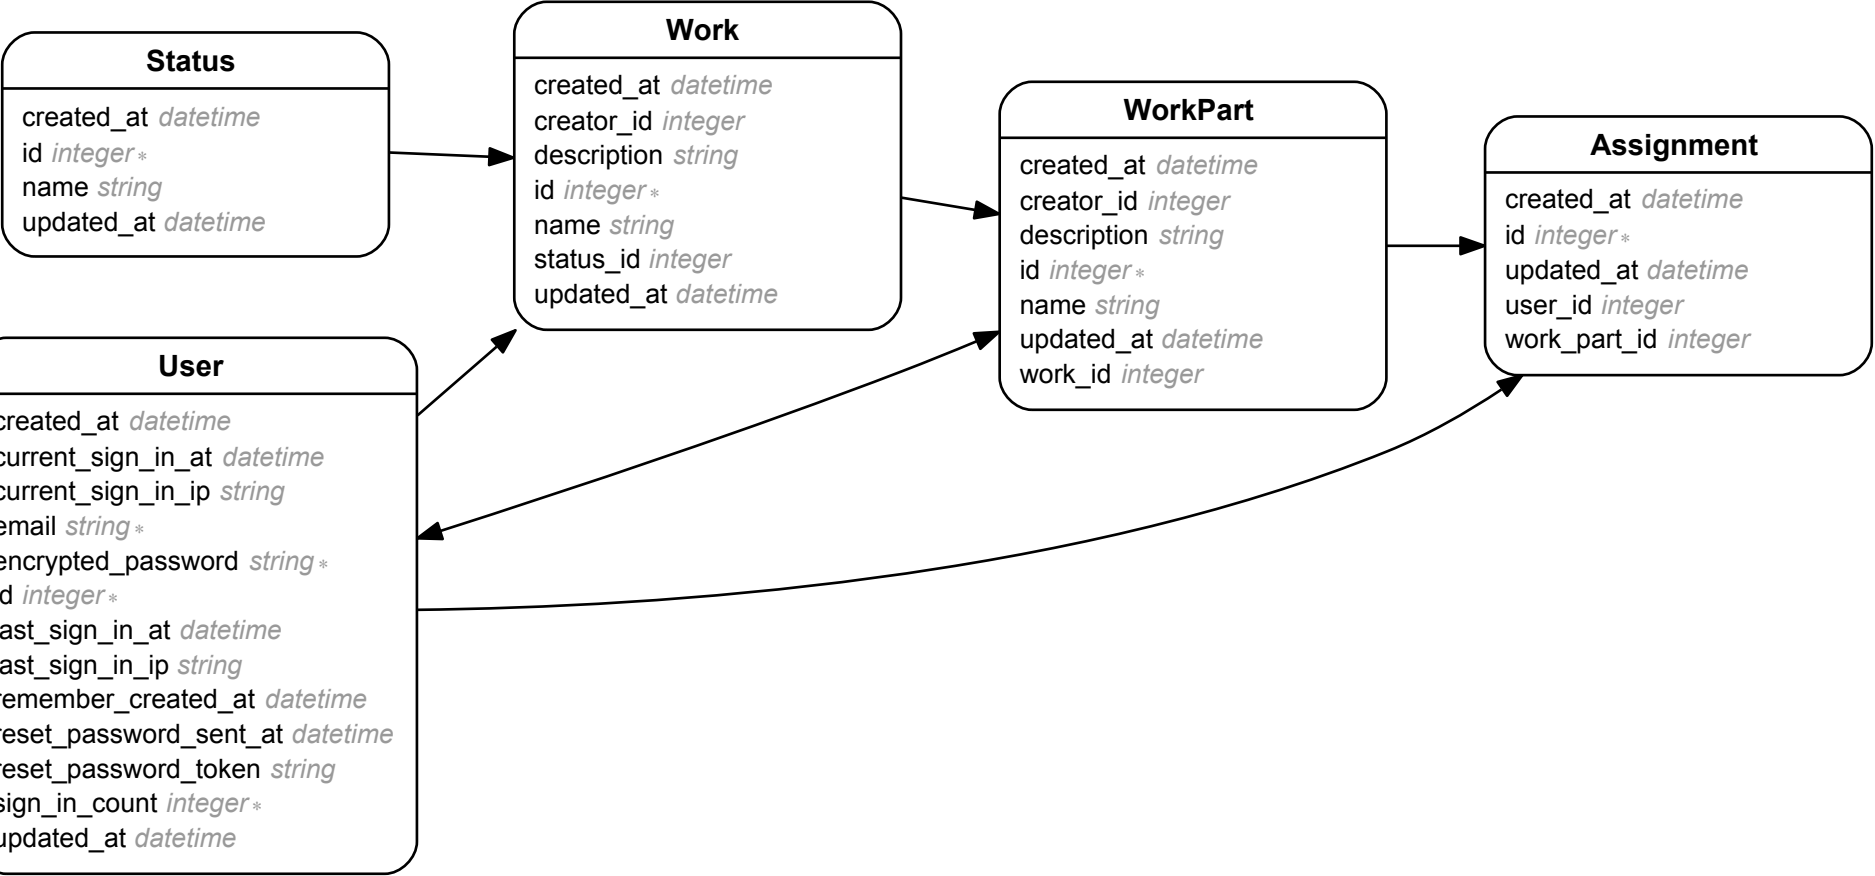 Status
created_at datetime
id integer*
name string
updated_at datetime
Work
created_at datetime
creator_id integer
description string
id integer*
name string
status_id integer
updated_at datetime
WorkPart
created_at datetime
creator_id integer
description string
id integer*
name string
updated_at datetime
work_id integer
Assignment
created_at datetime
id integer*
updated_at datetime
user_id integer
work_part_id integer
User
created_at datetime
current_sign_in_at datetime
current_sign_in_ip string
email string*
encrypted_password string*
id integer*
last_sign_in_at datetime
last_sign_in_ip string
remember_created_at datetime
reset_password_sent_at datetime
reset_password_token string
sign_in_count integer*
updated_at datetime